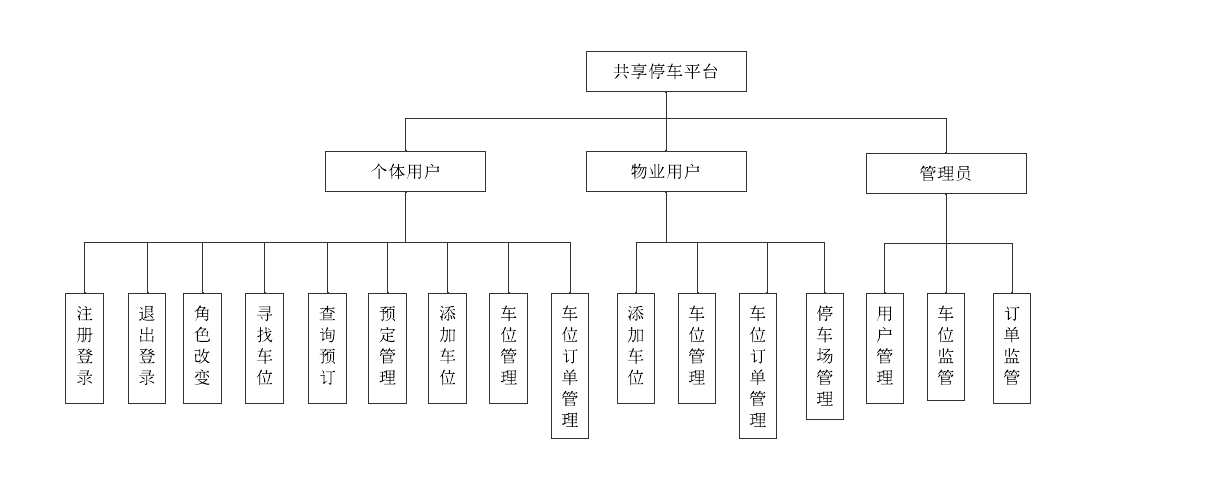 共享停车平台
个体用户
物业用户
管理员
注册登录
退出登录
角色改变
寻找车位
查询预订
预定管理
添加车位
车位管理
车位订单管理
添加车位
车位管理
车位订单管理
停车场管理
用户管理
车位监管
订单监管